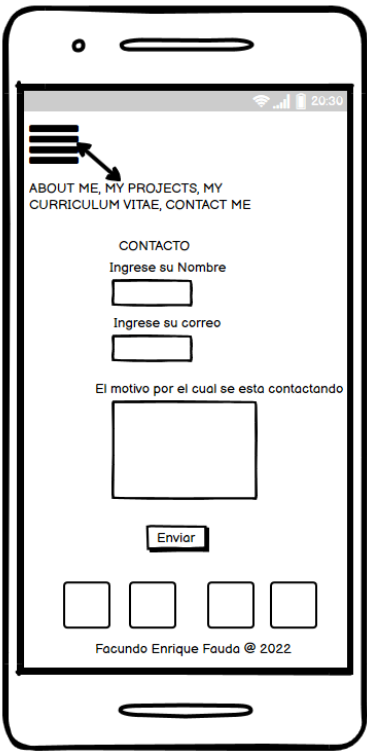 20:30
ABOUT ME, MY PROJECTS, MY
CURRICULUM VITAE, CONTACT ME
CONTACTO
Ingrese su Nombre
Ingrese su correo
El motivo por el cual se esta contactando
Enviar
Facundo Enrique Fauda @ 2022